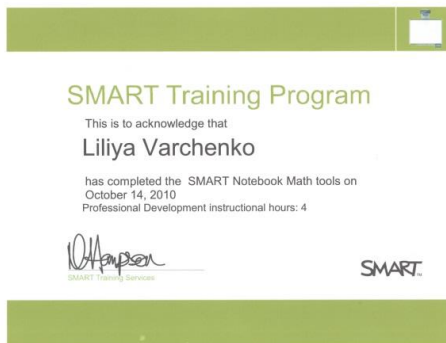 SMART Training Program
This is to acknowledge that
Liliya Varchenko
has completed the SMART Notebook Math tools on
October 14, 2010
Professional Development instructional hours: 4
SMART Training Services
SMART